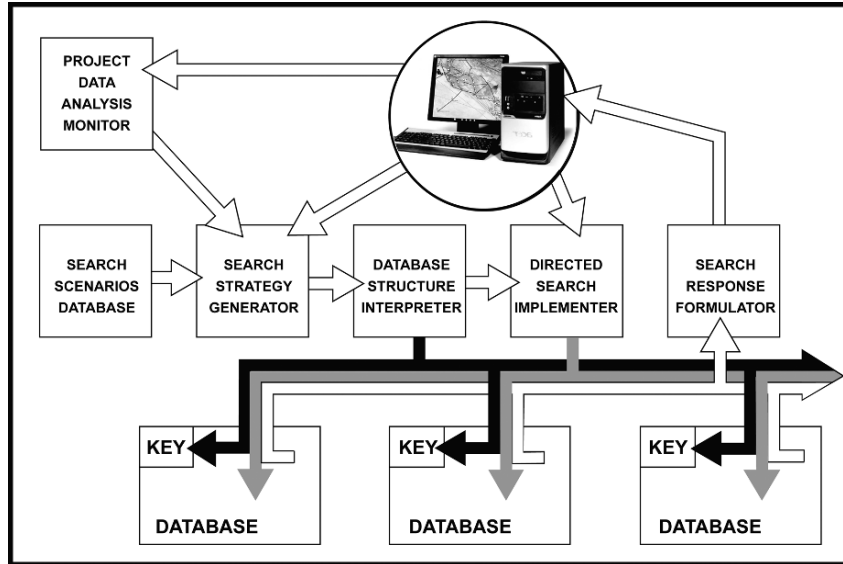 PROJECT
DATA
ANALYSIS
MONITOR
SEARCH
SCENARIOS
DATABASE
SEARCH
STRATEGY
GENERATOR
DATABASE
STRUCTURE
INTERPRETER
DIRECTED
SEARCH
IMPLEMENTER
SEARCH
RESPONSE
FORMULATOR
KEY
DATABASE
KEY
DATABASE
KEY
DATABASE